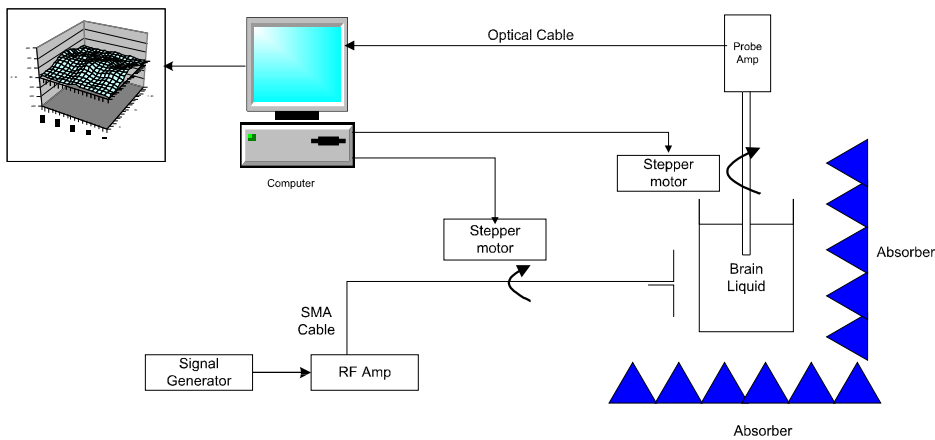 Optical Cable
Probe
Amp
Computer
Stepper
motor
Stepper
motor
Absorber
Brain
Liquid
SMA
Cable
Signal
Generator
RF Amp
Absorber